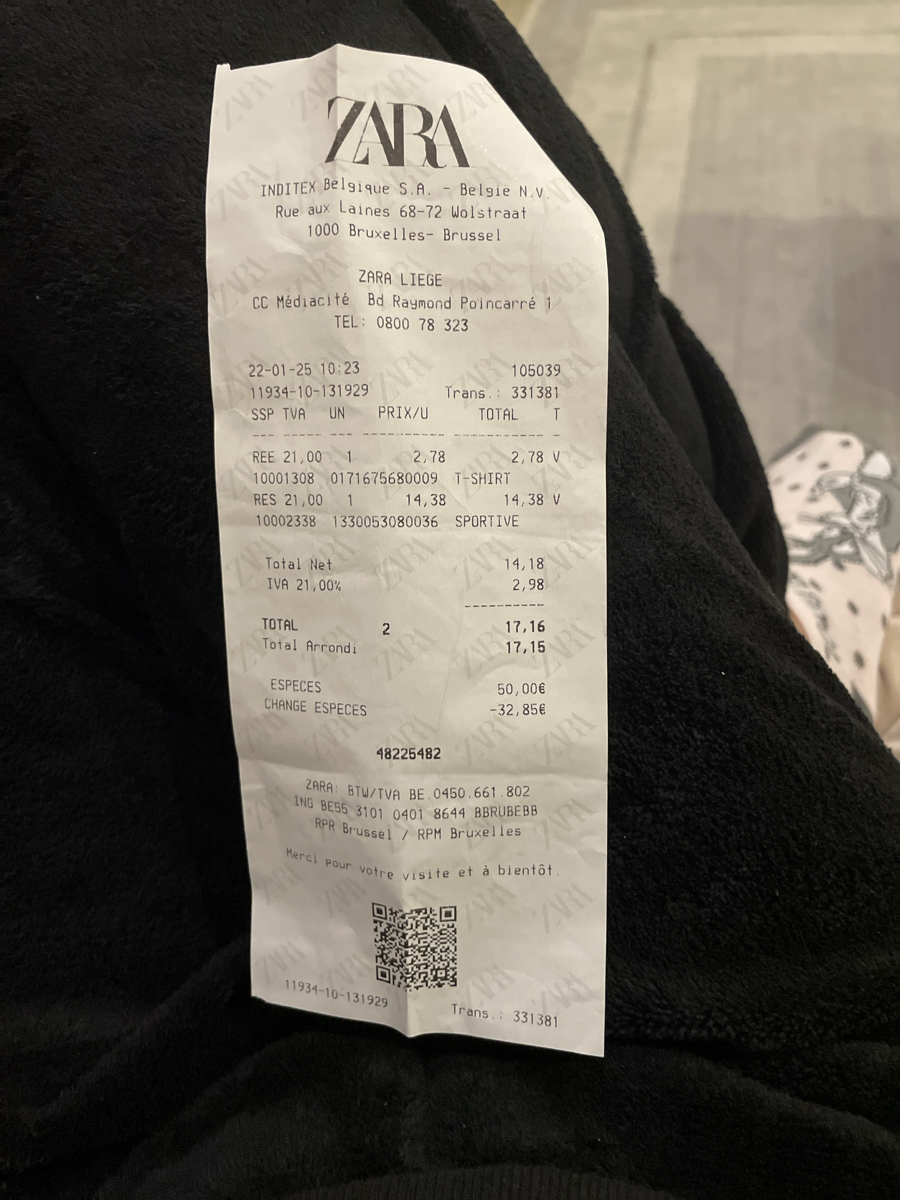 ZARA
INDITEX Belgique S.A. - Belgie N.V.
Rue aux Laines 68-72 Wolstraat
1000 Bruxelles- Brussel
ZARA LIEGE
CC Médiacité Bd Raymond Poincarré 1
TEL: 0800 78 323
22-01-25 10:23 105039
11934-10-131929 Trans.: 331381
SSP TVA UN PRIX/U TOTAL T
REE 21,00 1 2,78 2,78 V
10001308 0171675680009 T-SHIRT
RES 21,00 1 14,38 14,38 V
10002338 1330053080036 SPORTIVE
Total Net 14,18
IVA 21,00% 2,98
TOTAL 2 17,16
Total Arrondi 17,15
ESPECES 50,00€
CHANGE ESPECES -32,85€
48225482
ZARA: BTW/TVA BE.0450.661.802
ING BE55 3101 0401 8644 BBRUBEBB
RPR Brussel / RPM Bruxelles
Merci pour votre visite et à bientôt.
11934-10-131929 Trans.: 331381